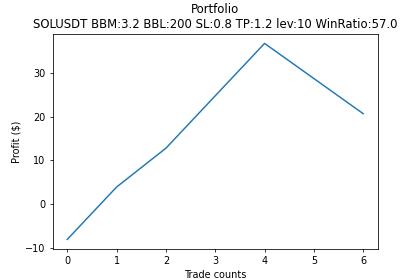 Portfolio
SOLUSDT BBM:3.2 BBL:200 SL:0.8 TP:1.2 lev:10 WinRatio:57.0
30
20
10
0
−10
Profit ($)
0 1 2 3 4 5 6
Trade counts